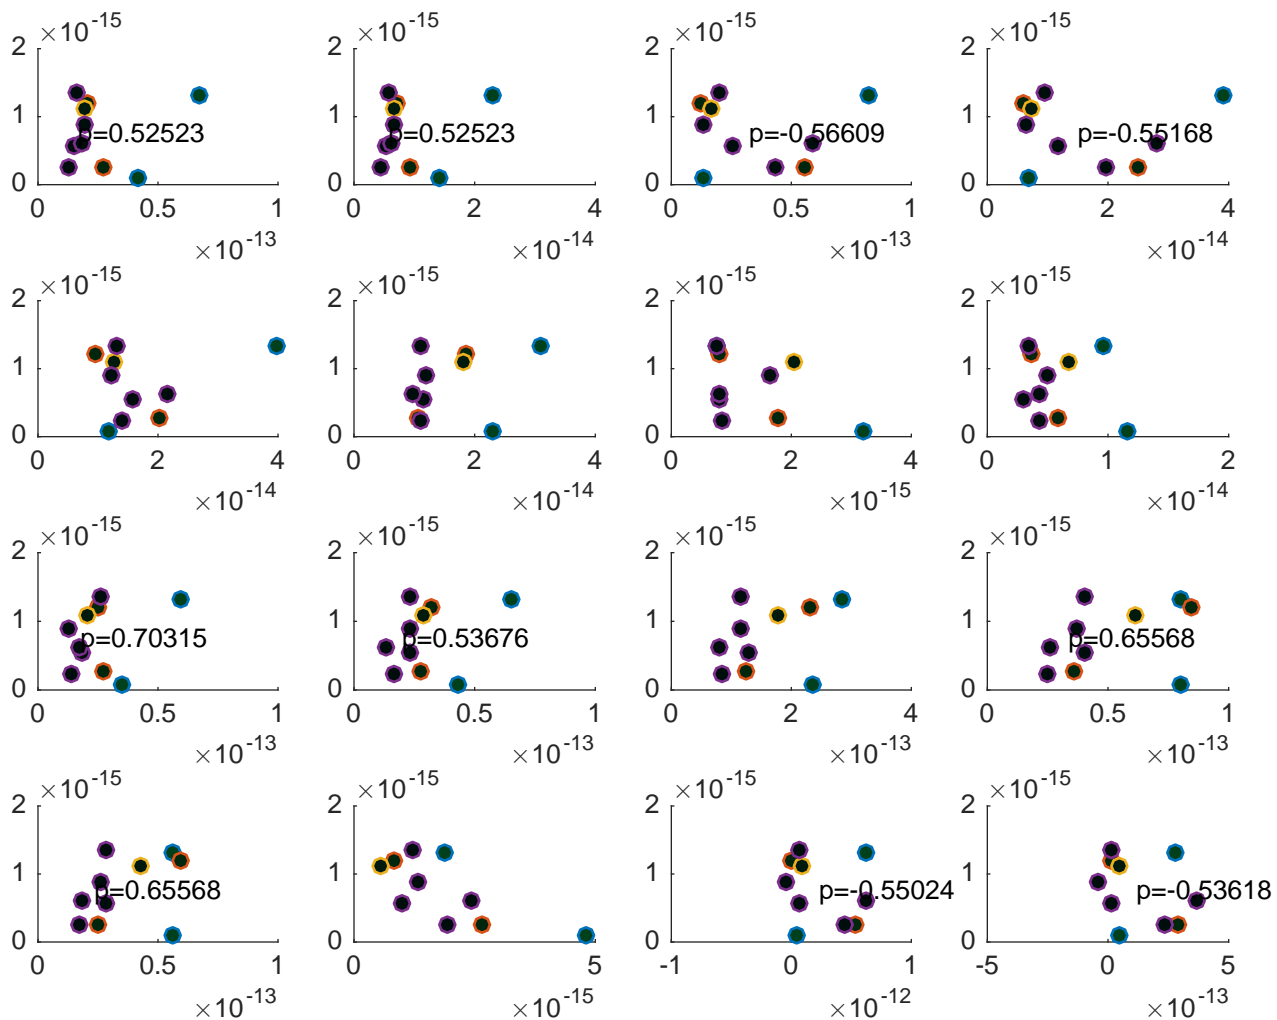 ×10^-15 ×10^-15 ×10^-15 ×10^-15
2 2 2 2
1 1 1 1
p=0.52523 p=0.52523 p=-0.56609 p=-0.55168
0 0 0 0
0 0.5 1 0 2 4 0 0.5 1 0 2 4
×10^-13 ×10^-14 ×10^-13 ×10^-14
×10^-15 ×10^-15 ×10^-15 ×10^-15
2 2 2 2
1 1 1 1
0 0 0 0
0 2 4 0 2 4 0 2 4 0 1 2
×10^-14 ×10^-14 ×10^-15 ×10^-14
×10^-15 ×10^-15 ×10^-15 ×10^-15
2 2 2 2
1 1 1 1
p=0.70315 p=0.53676 p=0.65568
0 0 0 0
0 0.5 1 0 0.5 1 0 2 4 0 0.5 1
×10^-13 ×10^-13 ×10^-13 ×10^-13
×10^-15 ×10^-15 ×10^-15 ×10^-15
2 2 2 2
1 1 1 1
p=0.65568 p=-0.55024 p=-0.53618
0 0 0 0
0 0.5 1 0 5 -1 0 1 -5 0 5
×10^-13 ×10^-15 ×10^-12 ×10^-13